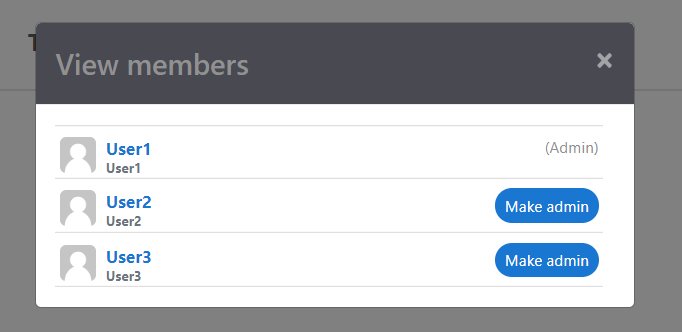 T
View members
×
User1
(Admin)
User1
User2
Make admin
User2
User3
Make admin
User3